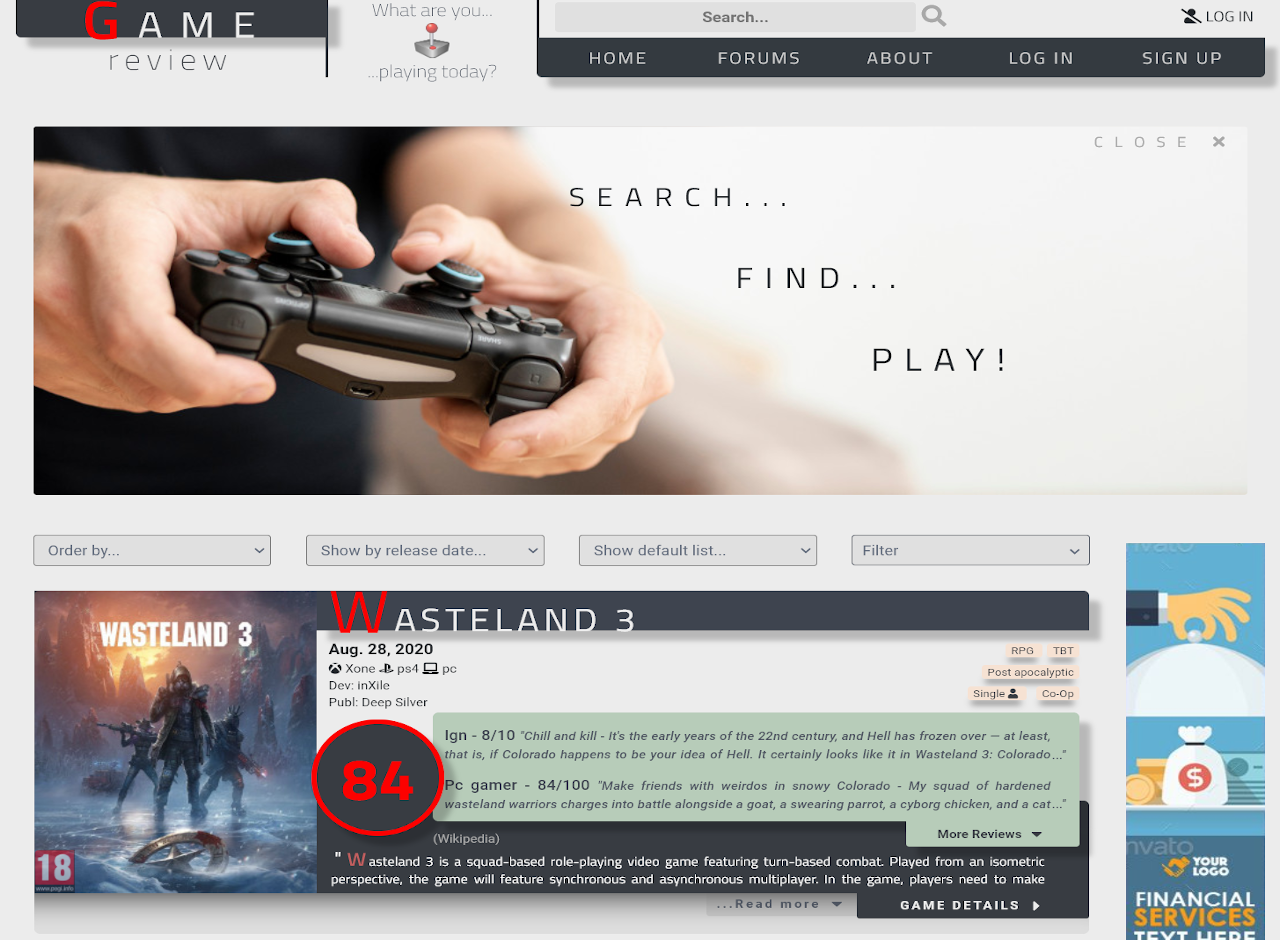 GAME
review
What are you...
...playing today?
Search...
LOG IN
HOME FORUMS ABOUT LOG IN SIGN UP
CLOSE ×
SEARCH...
FIND...
PLAY!
Order by... Show by release date... Show default list... Filter
WASTELAND 3
WASTELAND 3
18
www.pegi.info
Aug. 28, 2020
Xone ps4 pc
Dev: inXile
Publ: Deep Silver
RPG TBT
Post apocalyptic
Single Co-Op
84
Ign - 8/10 "Chill and kill - It's the early years of the 22nd century, and Hell has frozen over — at least,
that is, if Colorado happens to be your idea of Hell. It certainly looks like it in Wasteland 3: Colorado..."
Pc gamer - 84/100 "Make friends with weirdos in snowy Colorado - My squad of hardened
wasteland warriors charges into battle alongside a goat, a swearing parrot, a cyborg chicken, and a cat..."
More Reviews
(Wikipedia)
" Wasteland 3 is a squad-based role-playing video game featuring turn-based combat. Played from an isometric
perspective, the game will feature synchronous and asynchronous multiplayer. In the game, players need to make
...Read more
GAME DETAILS
envato
$
envato
YOUR
LOGO
FINANCIAL
SERVICES
TEXT HERE